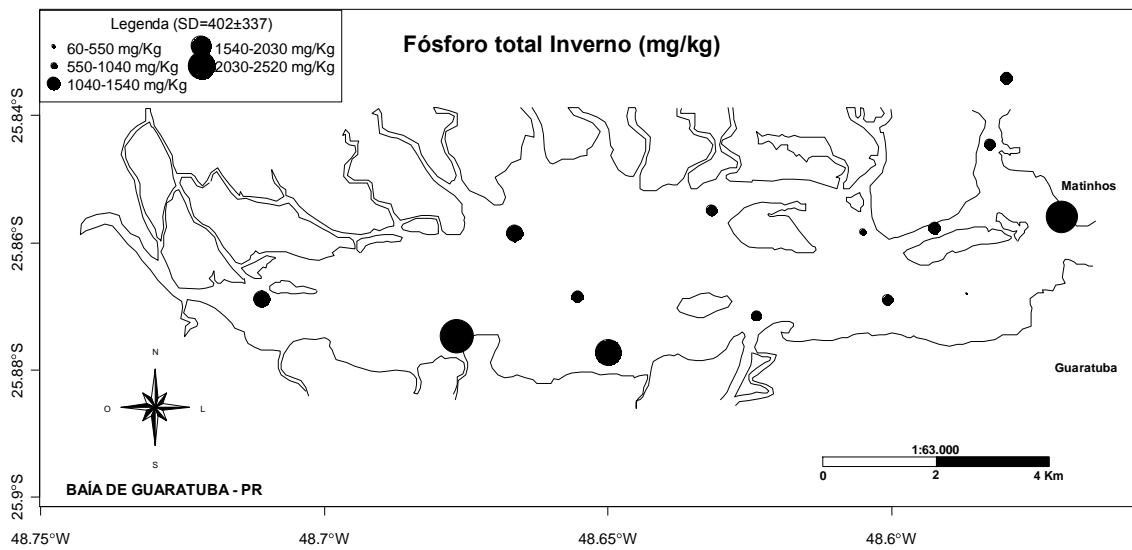 Legenda (SD=402±337)
60-550 mg/Kg
550-1040 mg/Kg
1040-1540 mg/Kg
1540-2030 mg/Kg
2030-2520 mg/Kg
Fósforo total Inverno (mg/kg)
25.84°S
25.86°S
25.88°S
25.9°S
Matinhos
Guaratuba
N
O
L
S
1:63.000
0
2
4 Km
BAÍA DE GUARATUBA - PR
48.75°W
48.7°W
48.65°W
48.6°W